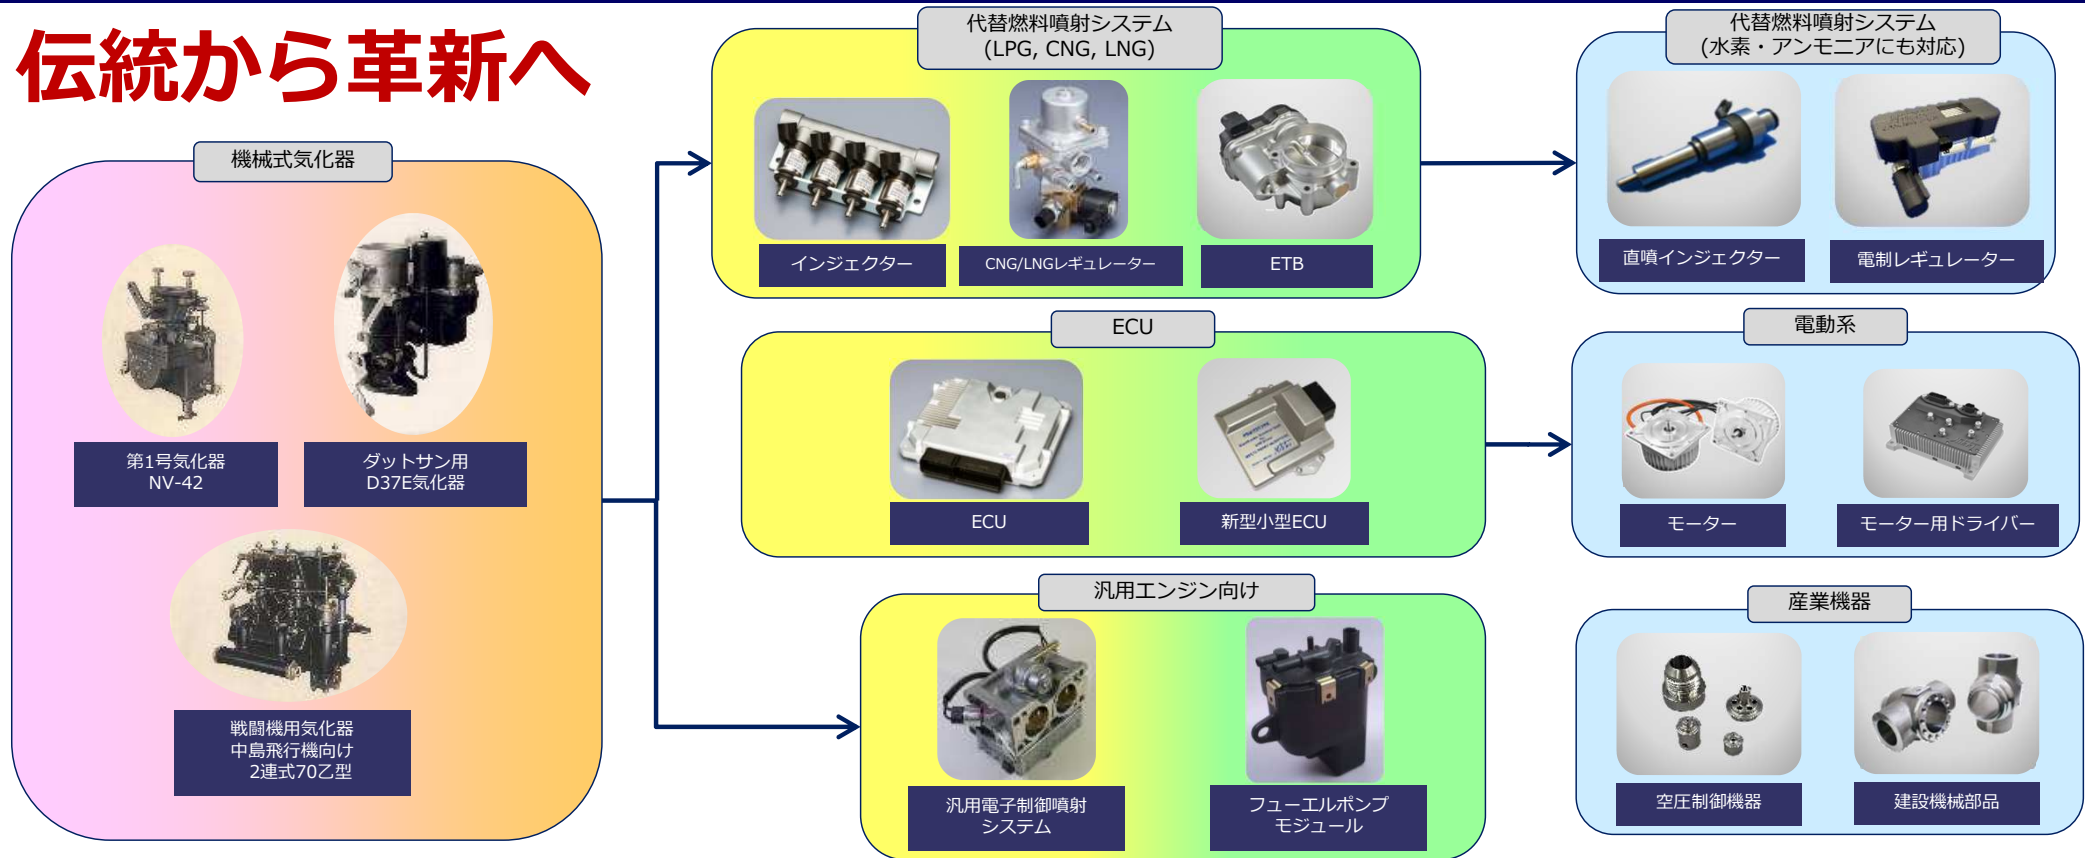 伝統から革新へ
機械式気化器
第1号気化器
NV-42
ダットサン用
D37E気化器
戦闘機用気化器
中島飛行機向け
2連式70乙型
代替燃料噴射システム
(LPG, CNG, LNG)
インジェクター
CNG/LNGレギュレーター
ETB
ECU
ECU
新型小型ECU
汎用エンジン向け
汎用電子制御噴射
システム
フューエルポンプ
モジュール
代替燃料噴射システム
(水素・アンモニアにも対応)
直噴インジェクター
電制レギュレーター
電動系
モーター
モーター用ドライバー
産業機器
空圧制御機器
建設機械部品